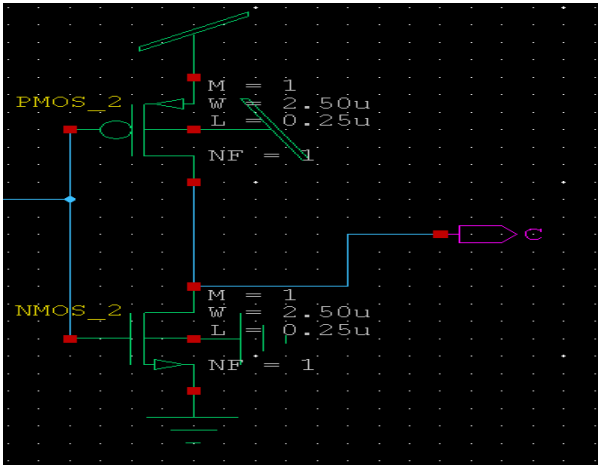 M = 1
PMOS_2 W = 2.50u
L = 0.25u
NF = 1
C
M = 1
NMOS_2 W = 2.50u
L = 0.25u
NF = 1